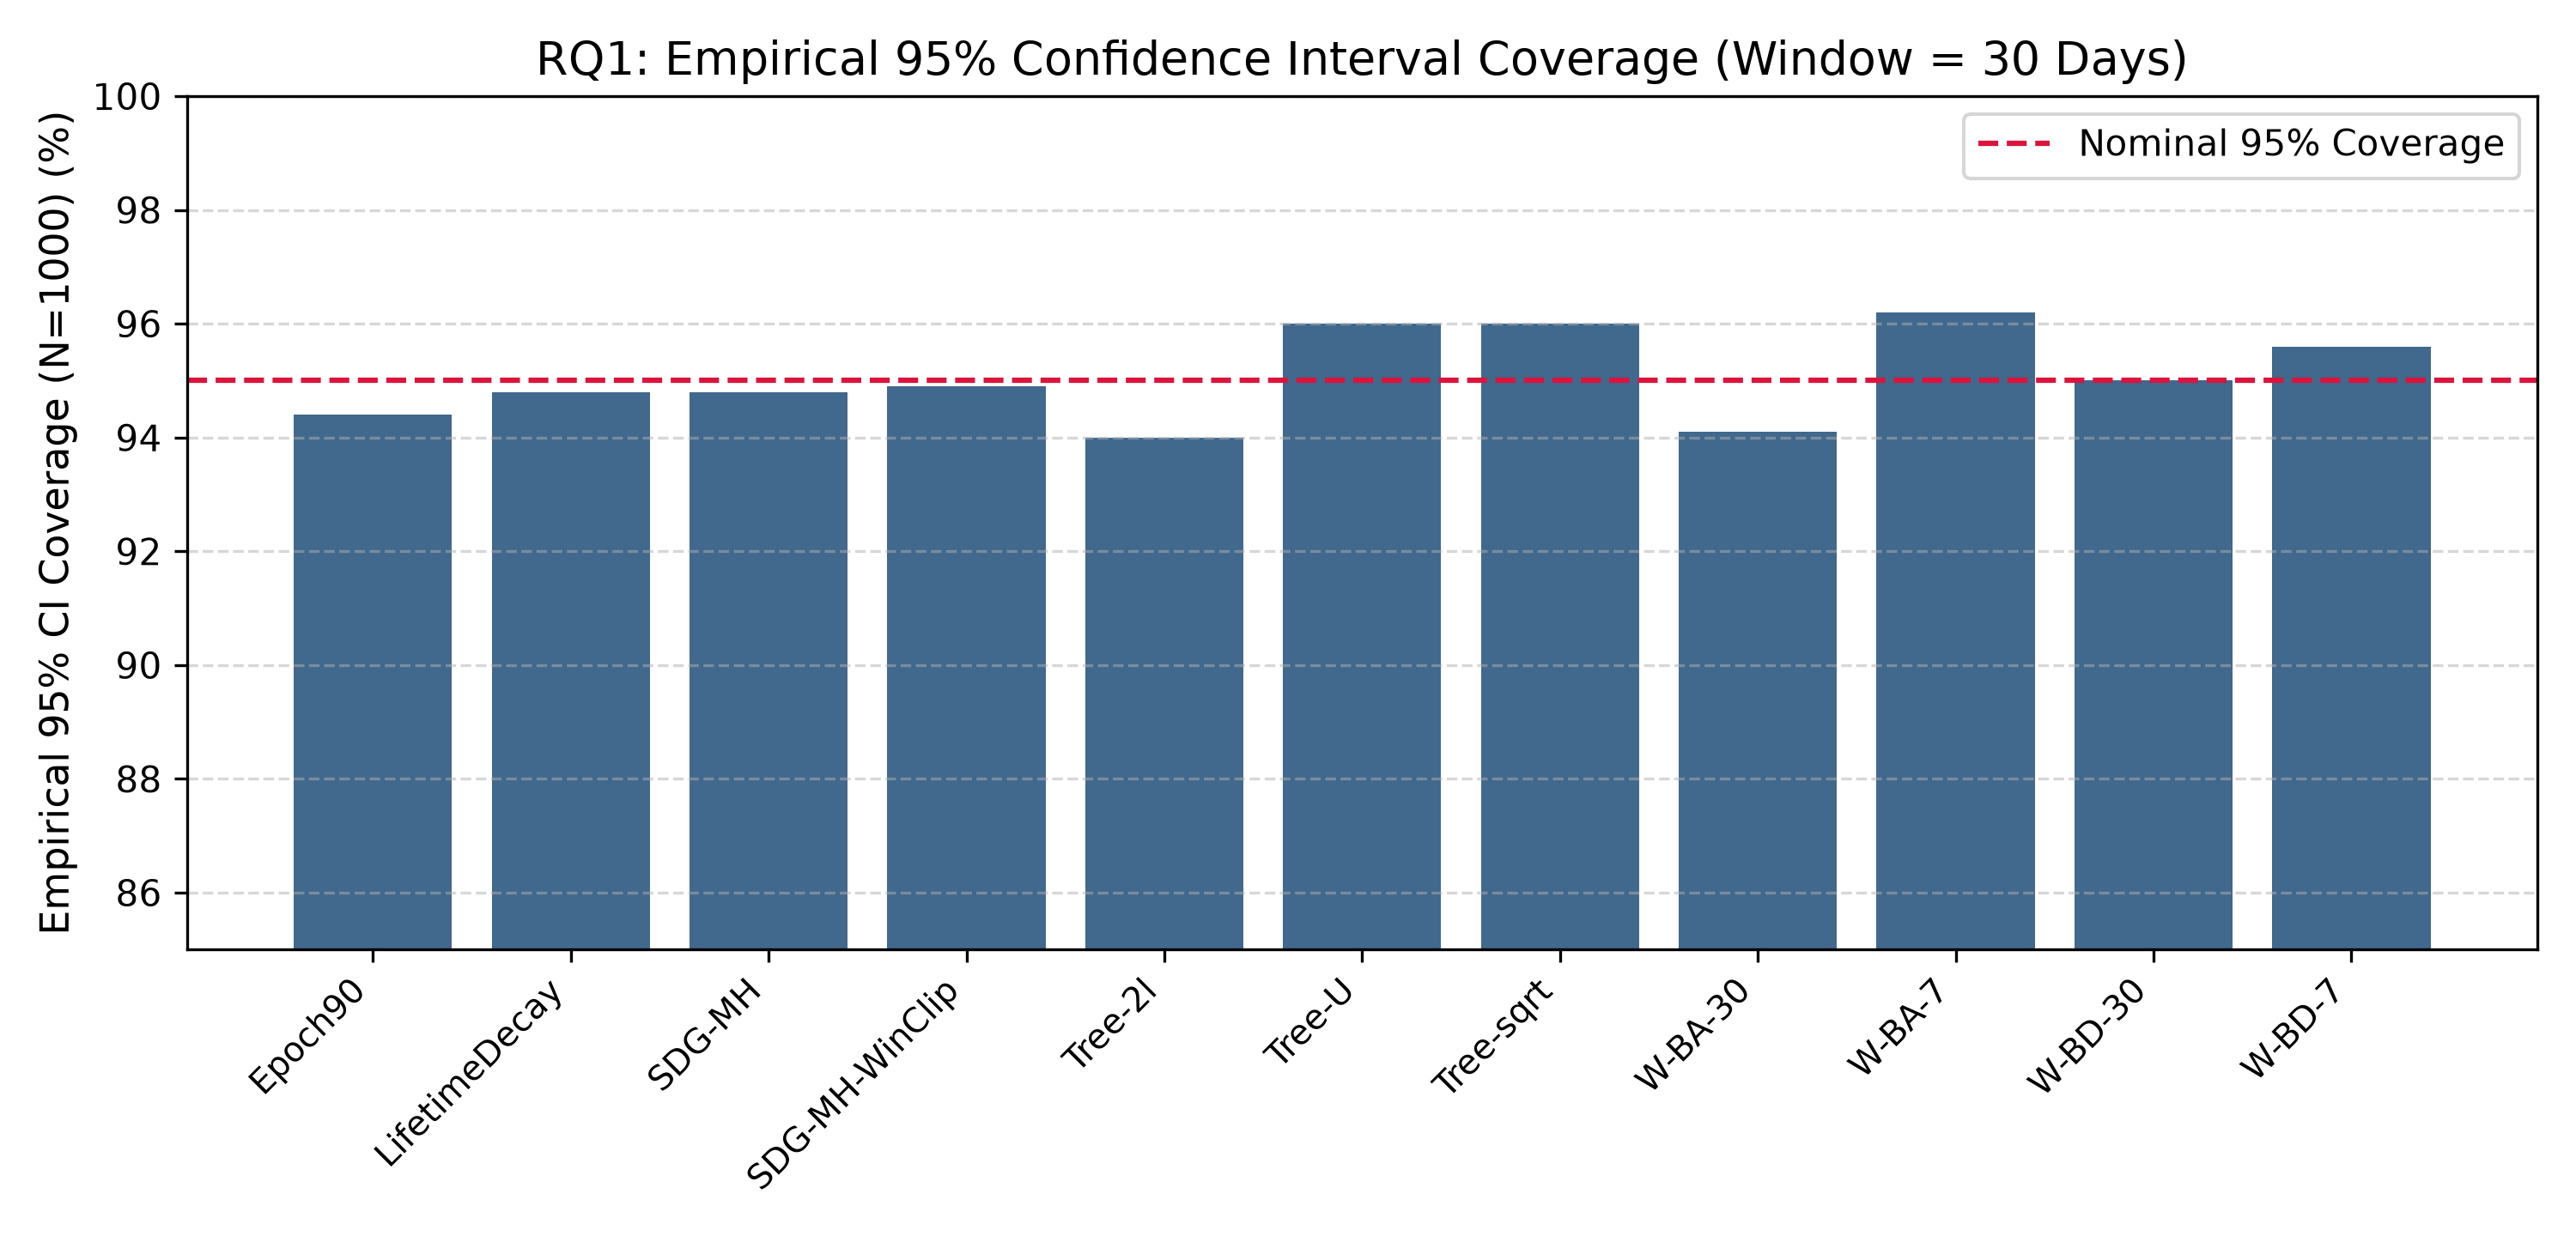 RQ1: Empirical 95% Confidence Interval Coverage (Window = 30 Days)
Empirical 95% CI Coverage (N=1000) (%)
100
98
96
94
92
90
88
86
Nominal 95% Coverage
Epoch90
LifetimeDecay
SDG-MH
SDG-MH-WinClip
Tree-2l
Tree-U
Tree-sqrt
W-BA-30
W-BA-7
W-BD-30
W-BD-7